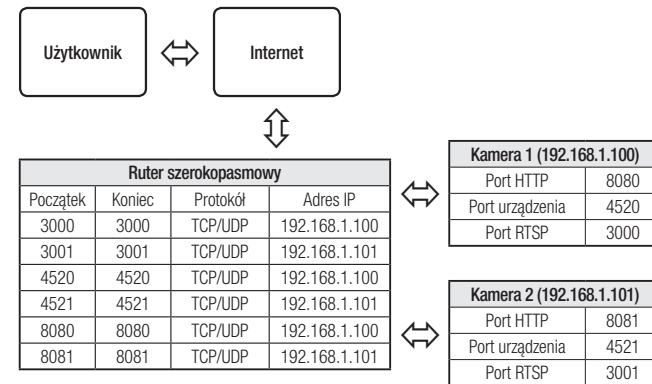 Użytkownik
Internet
Ruter szerokopasmowy
Początek Koniec Protokół Adres IP
3000 3000 TCP/UDP 192.168.1.100
3001 3001 TCP/UDP 192.168.1.101
4520 4520 TCP/UDP 192.168.1.100
4521 4521 TCP/UDP 192.168.1.101
8080 8080 TCP/UDP 192.168.1.100
8081 8081 TCP/UDP 192.168.1.101
Kamera 1 (192.168.1.100)
Port HTTP 8080
Port urządzenia 4520
Port RTSP 3000
Kamera 2 (192.168.1.101)
Port HTTP 8081
Port urządzenia 4521
Port RTSP 3001